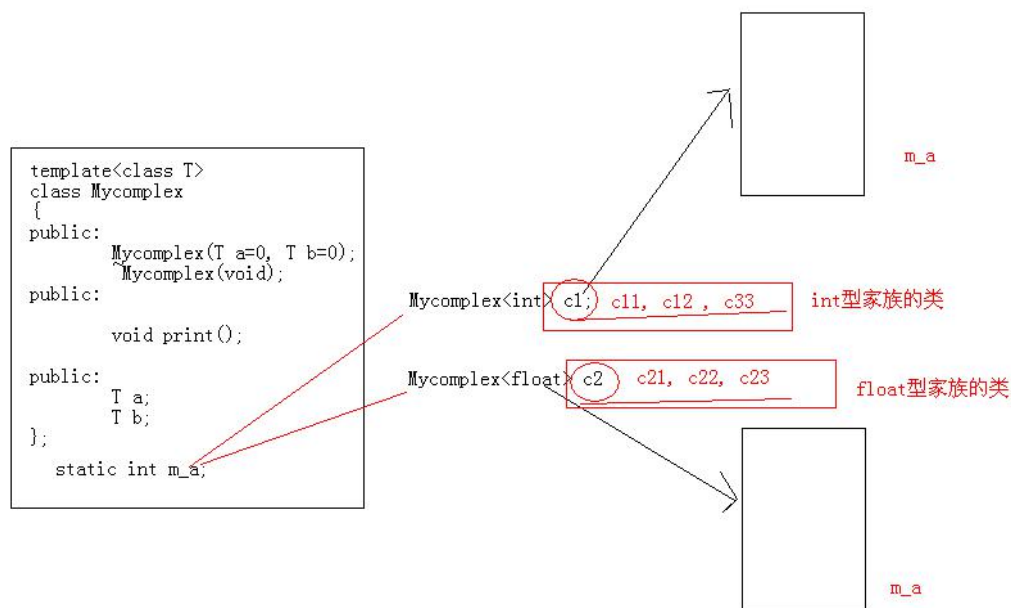 template<class T>
class Mycomplex
{
public:
Mycomplex(T a=0, T b=0);
~Mycomplex(void);
public:
void print();
public:
T a;
T b;
};
static int m_a;
Mycomplex<int> c1; c11, c12 , c33
int型家族的类
Mycomplex<float> c2 c21, c22, c23
float型家族的类
m_a
m_a